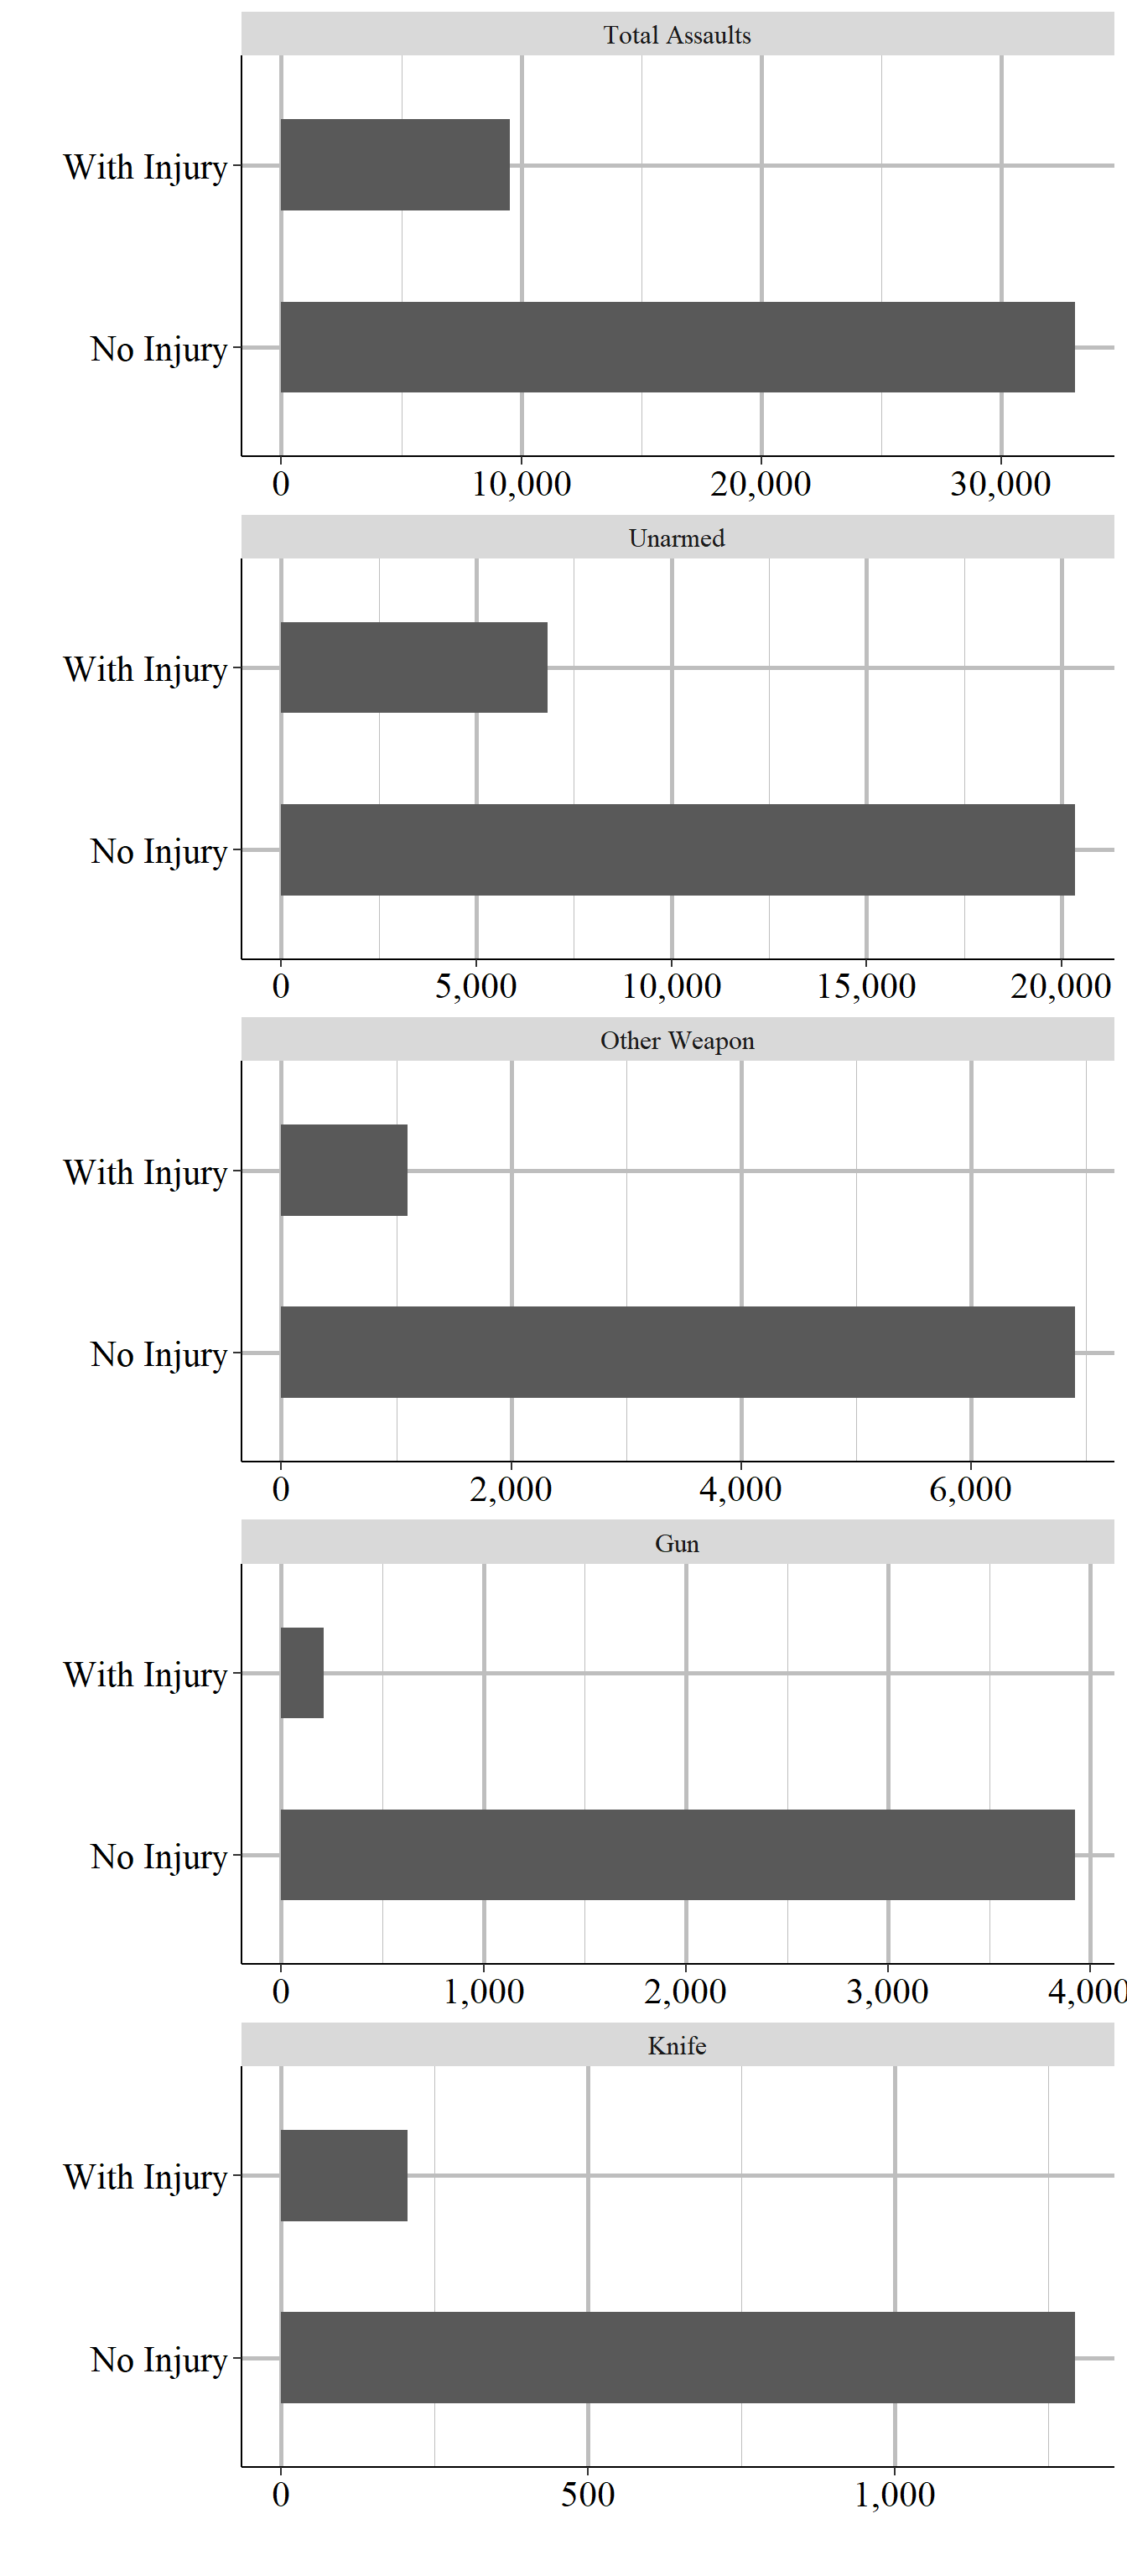 Total Assaults
With Injury
No Injury
0 10,000 20,000 30,000
Unarmed
With Injury
No Injury
0 5,000 10,000 15,000 20,000
Other Weapon
With Injury
No Injury
0 2,000 4,000 6,000
Gun
With Injury
No Injury
0 1,000 2,000 3,000 4,000
Knife
With Injury
No Injury
0 500 1,000